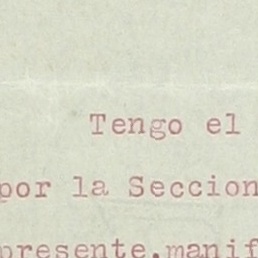 Tengo el
por la Seccion
presente,manif